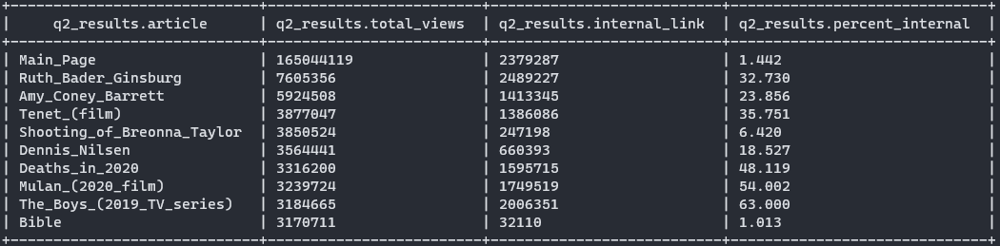 +-----------------------------+-------------------------+---------------------------+------------------------------+
|     q2_results.article      | q2_results.total_views  | q2_results.internal_link  | q2_results.percent_internal  |
+-----------------------------+-------------------------+---------------------------+------------------------------+
| Main_Page                   | 165044119               | 2379287                   | 1.442                        |
| Ruth_Bader_Ginsburg         | 7605356                 | 2489227                   | 32.730                       |
| Amy_Coney_Barrett           | 5924508                 | 1413345                   | 23.856                       |
| Tenet_(film)                | 3877047                 | 1386086                   | 35.751                       |
| Shooting_of_Breonna_Taylor  | 3850524                 | 247198                    | 6.420                        |
| Dennis_Nilsen               | 3564441                 | 660393                    | 18.527                       |
| Deaths_in_2020              | 3316200                 | 1595715                   | 48.119                       |
| Mulan_(2020_film)           | 3239724                 | 1749519                   | 54.002                       |
| The_Boys_(2019_TV_series)   | 3184665                 | 2006351                   | 63.000                       |
| Bible                       | 3170711                 | 32110                     | 1.013                        |
+-----------------------------+-------------------------+---------------------------+------------------------------+